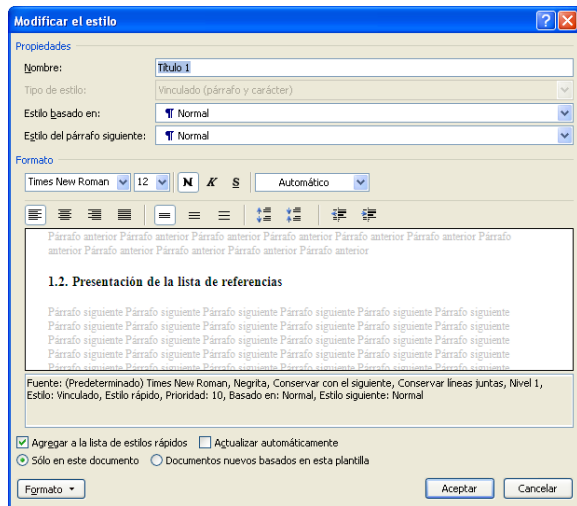 Modificar el estilo
Propiedades
Nombre: Título 1
Tipo de estilo: Vinculado (párrafo y carácter)
Estilo basado en: ¶ Normal
Estilo del párrafo siguiente: ¶ Normal
Formato
Times New Roman 12 N K S Automático
Párrafo anterior Párrafo anterior Párrafo anterior Párrafo anterior Párrafo anterior Párrafo
anterior Párrafo anterior Párrafo anterior Párrafo anterior Párrafo anterior
1.2. Presentación de la lista de referencias
Párrafo siguiente Párrafo siguiente Párrafo siguiente Párrafo siguiente Párrafo siguiente
Párrafo siguiente Párrafo siguiente Párrafo siguiente Párrafo siguiente Párrafo siguiente
Párrafo siguiente Párrafo siguiente Párrafo siguiente Párrafo siguiente Párrafo siguiente
Párrafo siguiente Párrafo siguiente Párrafo siguiente Párrafo siguiente Párrafo siguiente
Párrafo siguiente Párrafo siguiente Párrafo siguiente Párrafo siguiente Párrafo siguiente
Fuente: (Predeterminado) Times New Roman, Negrita, Conservar con el siguiente, Conservar líneas juntas, Nivel 1,
Estilo: Vinculado, Estilo rápido, Prioridad: 10, Basado en: Normal, Estilo siguiente: Normal
Agregar a la lista de estilos rápidos Actualizar automáticamente
Sólo en este documento Documentos nuevos basados en esta plantilla
Formato Aceptar Cancelar